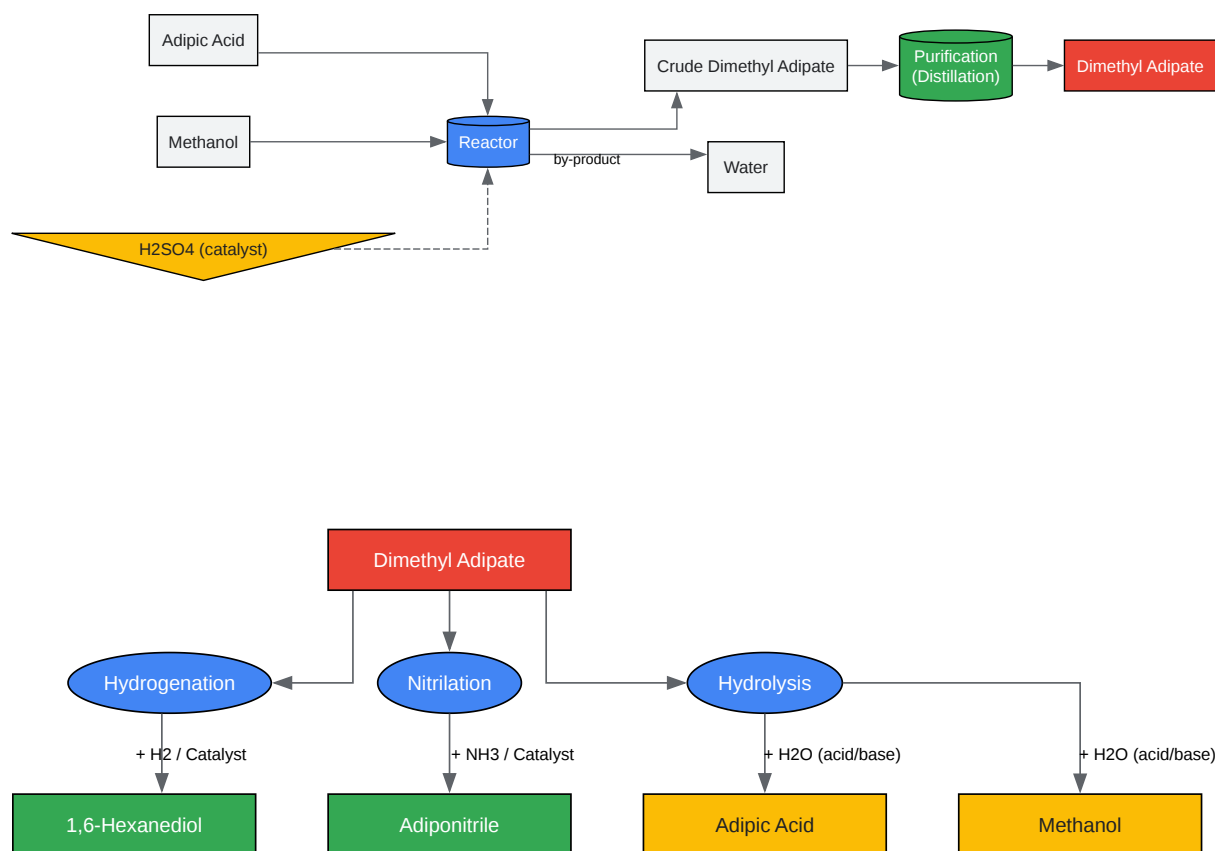 Adipic Acid
Crude Dimethyl Adipate
Purification
(Distillation)
Dimethyl Adipate
Methanol
Reactor
by-product
Water
H2SO4 (catalyst)
Dimethyl Adipate
Hydrogenation
Nitrilation
Hydrolysis
+ H2 / Catalyst
+ NH3 / Catalyst
+ H2O (acid/base)
+ H2O (acid/base)
1,6-Hexanediol
Adiponitrile
Adipic Acid
Methanol